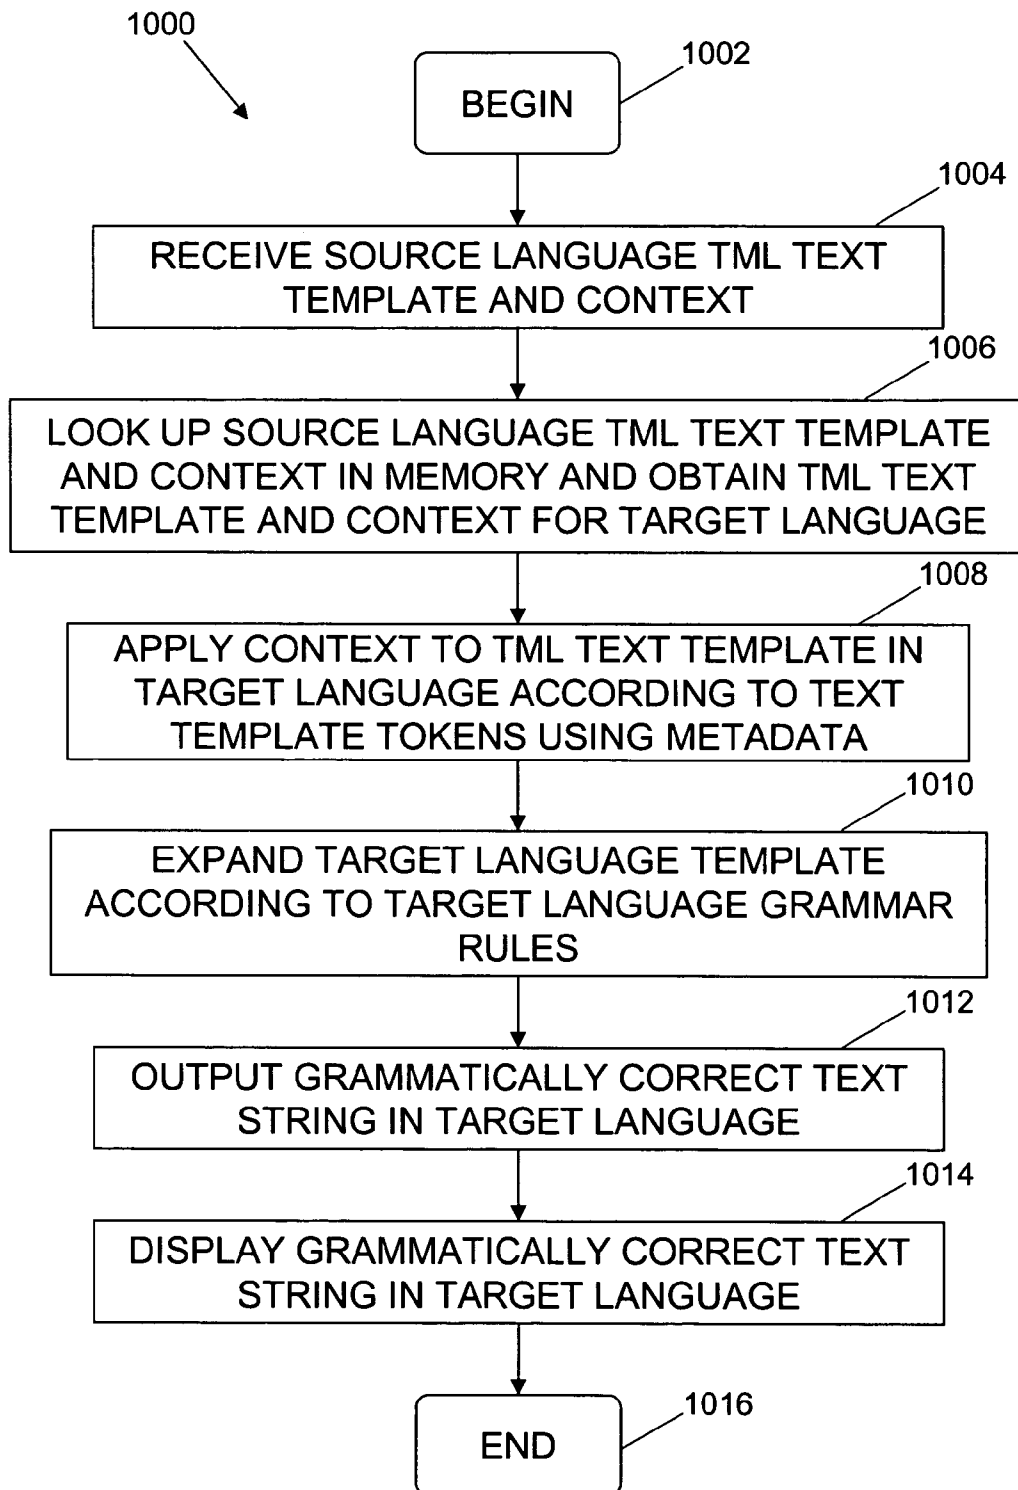 1000
1002
BEGIN
1004
RECEIVE SOURCE LANGUAGE TML TEXT
TEMPLATE AND CONTEXT
1006
LOOK UP SOURCE LANGUAGE TML TEXT TEMPLATE
AND CONTEXT IN MEMORY AND OBTAIN TML TEXT
TEMPLATE AND CONTEXT FOR TARGET LANGUAGE
1008
APPLY CONTEXT TO TML TEXT TEMPLATE IN
TARGET LANGUAGE ACCORDING TO TEXT
TEMPLATE TOKENS USING METADATA
1010
EXPAND TARGET LANGUAGE TEMPLATE
ACCORDING TO TARGET LANGUAGE GRAMMAR
RULES
1012
OUTPUT GRAMMATICALLY CORRECT TEXT
STRING IN TARGET LANGUAGE
1014
DISPLAY GRAMMATICALLY CORRECT TEXT
STRING IN TARGET LANGUAGE
1016
END